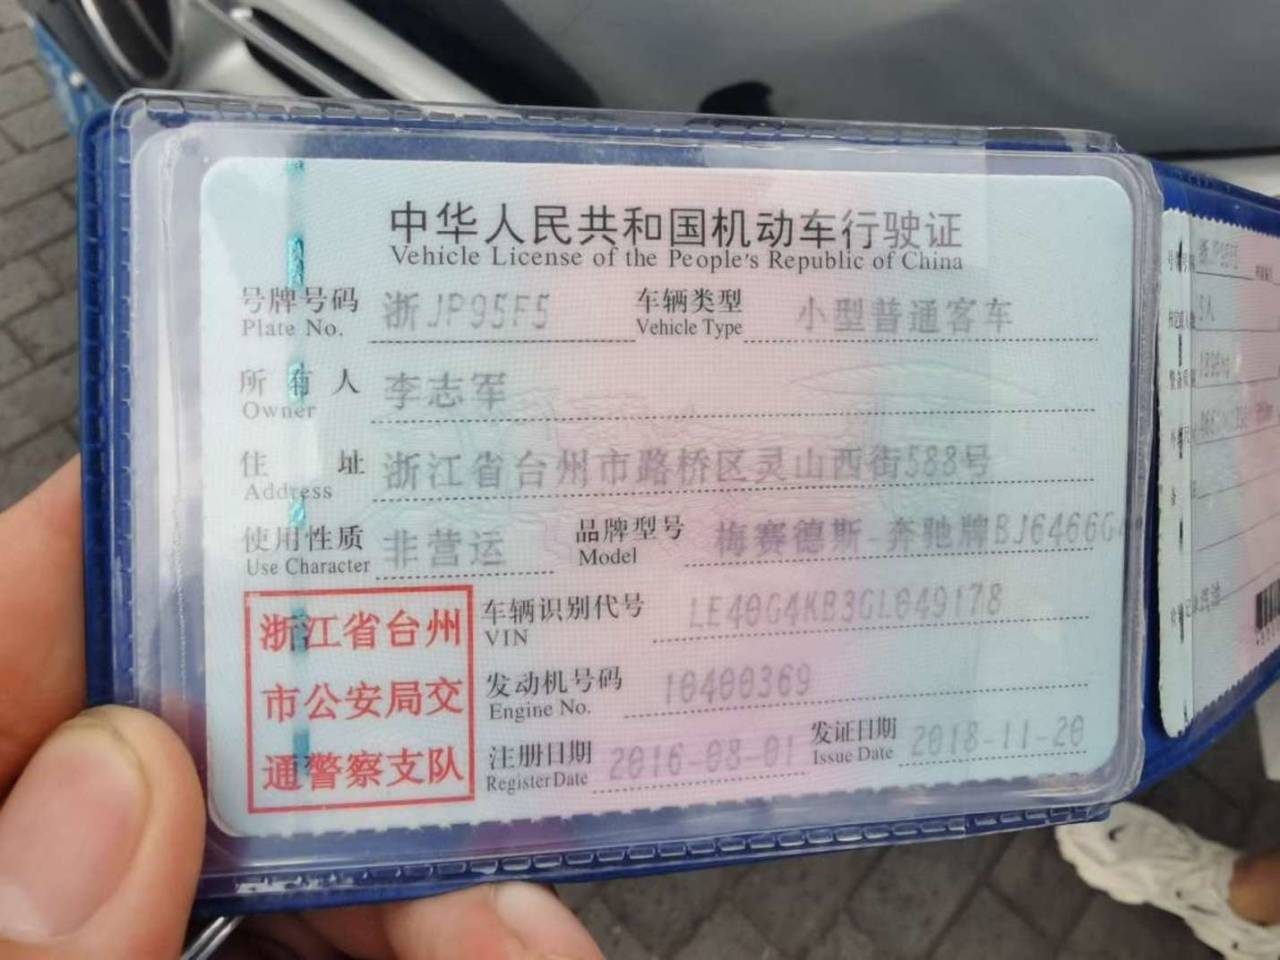 中华人民共和国机动车行驶证
Vehicle License of the People's Republic of China
号牌号码 浙JP95F5 车辆类型 小型普通客车
Plate No. Vehicle Type
所有人 李志军
Owner
住址 浙江省台州市路桥区灵山西街588号
Address
使用性质 非营运 品牌型号 梅赛德斯-奔驰牌BJ6466G
Use Character Model
浙江省台州
市公安局交
通警察支队
车辆识别代号 LE40G4KB3GL049178
VIN
发动机号码 10400369
Engine No.
注册日期 2016-08-01 发证日期 2018-11-20
Register Date Issue Date